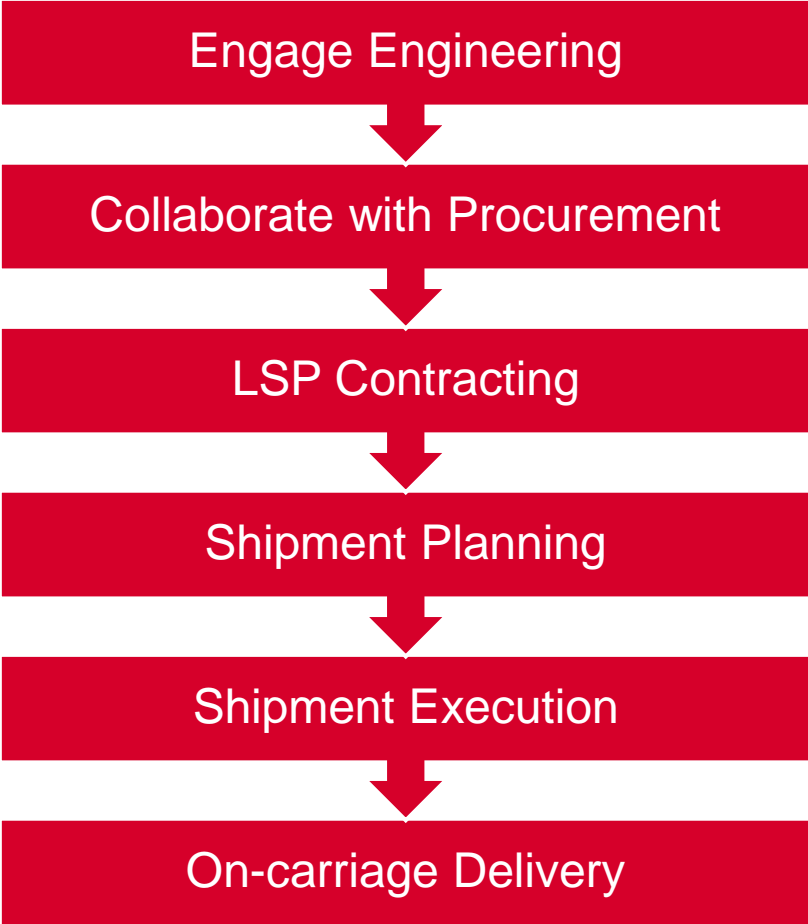 Engage Engineering
Collaborate with Procurement
LSP Contracting
Shipment Planning
Shipment Execution
On-carriage Delivery